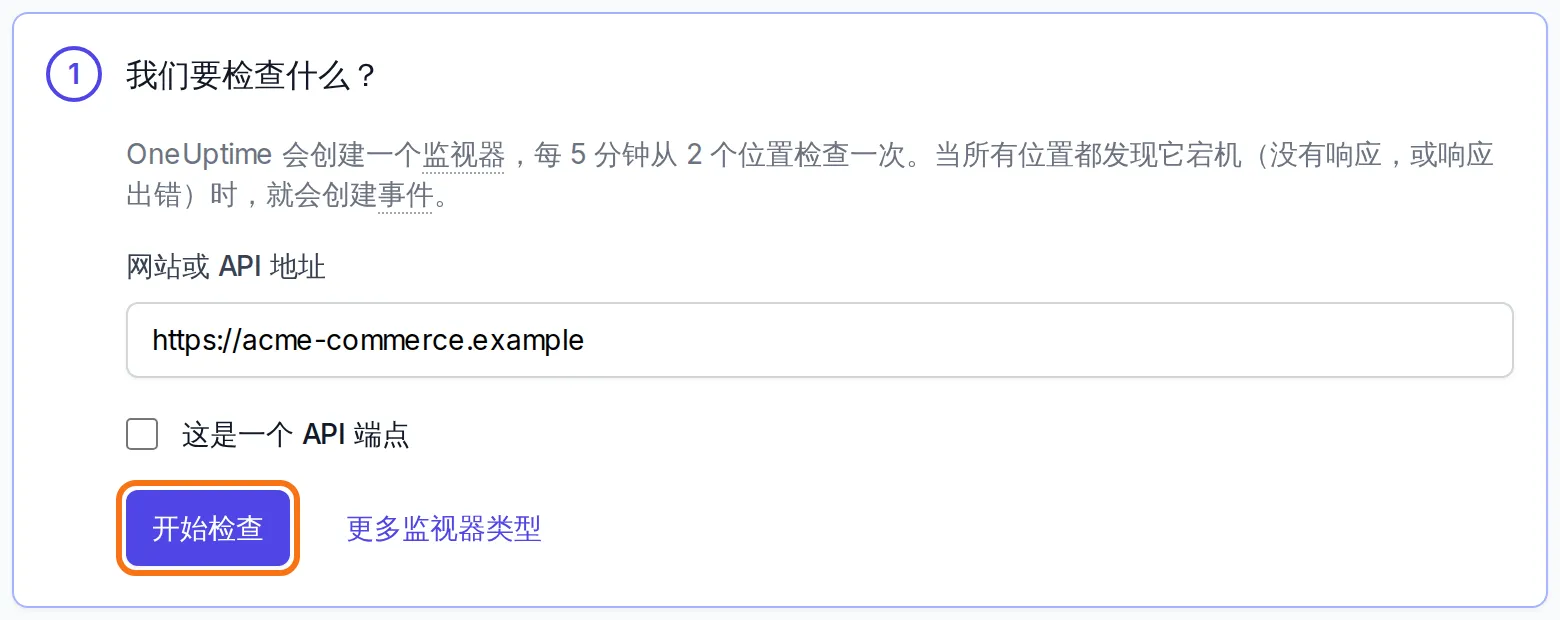 1
我们要检查什么？
OneUptime 会创建一个监视器，每 5 分钟从 2 个位置检查一次。当所有位置都发现它宕机（没有响应，或响应
出错）时，就会创建事件。
网站或 API 地址
https://acme-commerce.example
这是一个 API 端点
开始检查 更多监视器类型